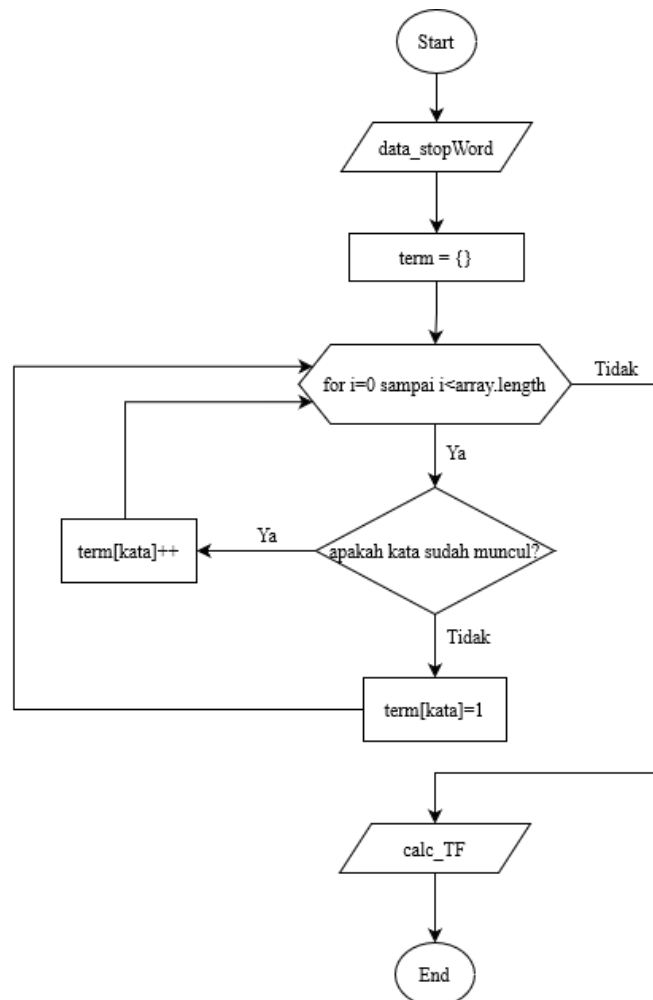 Start
data_stopWord
term = {}
for i=0 sampai i<array.length
Tidak
Ya
apakah kata sudah muncul?
Ya
term[kata]++
Tidak
term[kata]=1
calc_TF
End